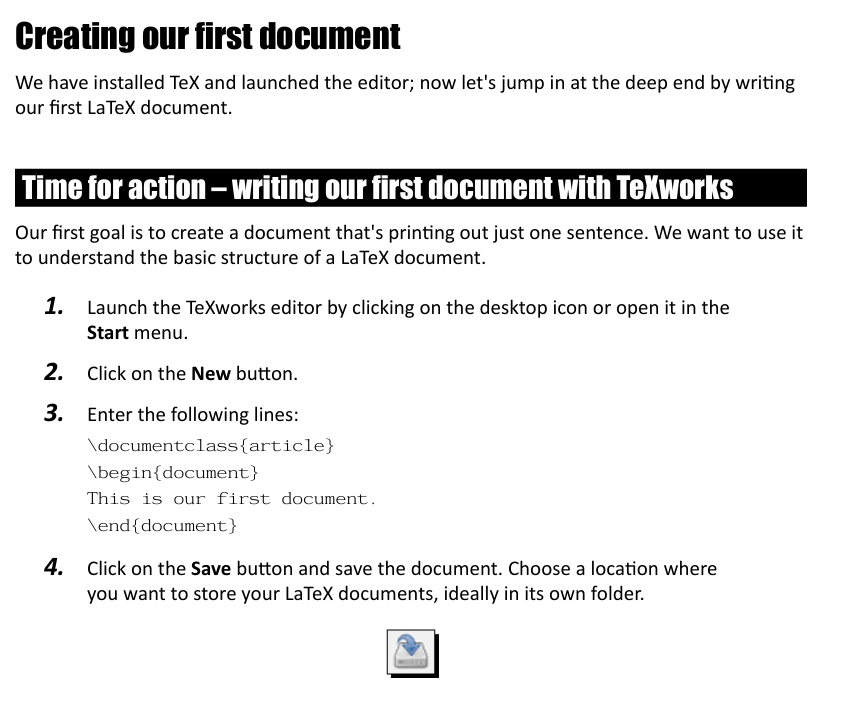 Creating our first document
We have installed TeX and launched the editor; now let's jump in at the deep end by writing
our first LaTeX document.
Time for action – writing our first document with TeXworks
Our first goal is to create a document that's printing out just one sentence. We want to use it
to understand the basic structure of a LaTeX document.
1. Launch the TeXworks editor by clicking on the desktop icon or open it in the
Start menu.
2. Click on the New button.
3. Enter the following lines:
\documentclass{article}
\begin{document}
This is our first document.
\end{document}
4. Click on the Save button and save the document. Choose a location where
you want to store your LaTeX documents, ideally in its own folder.